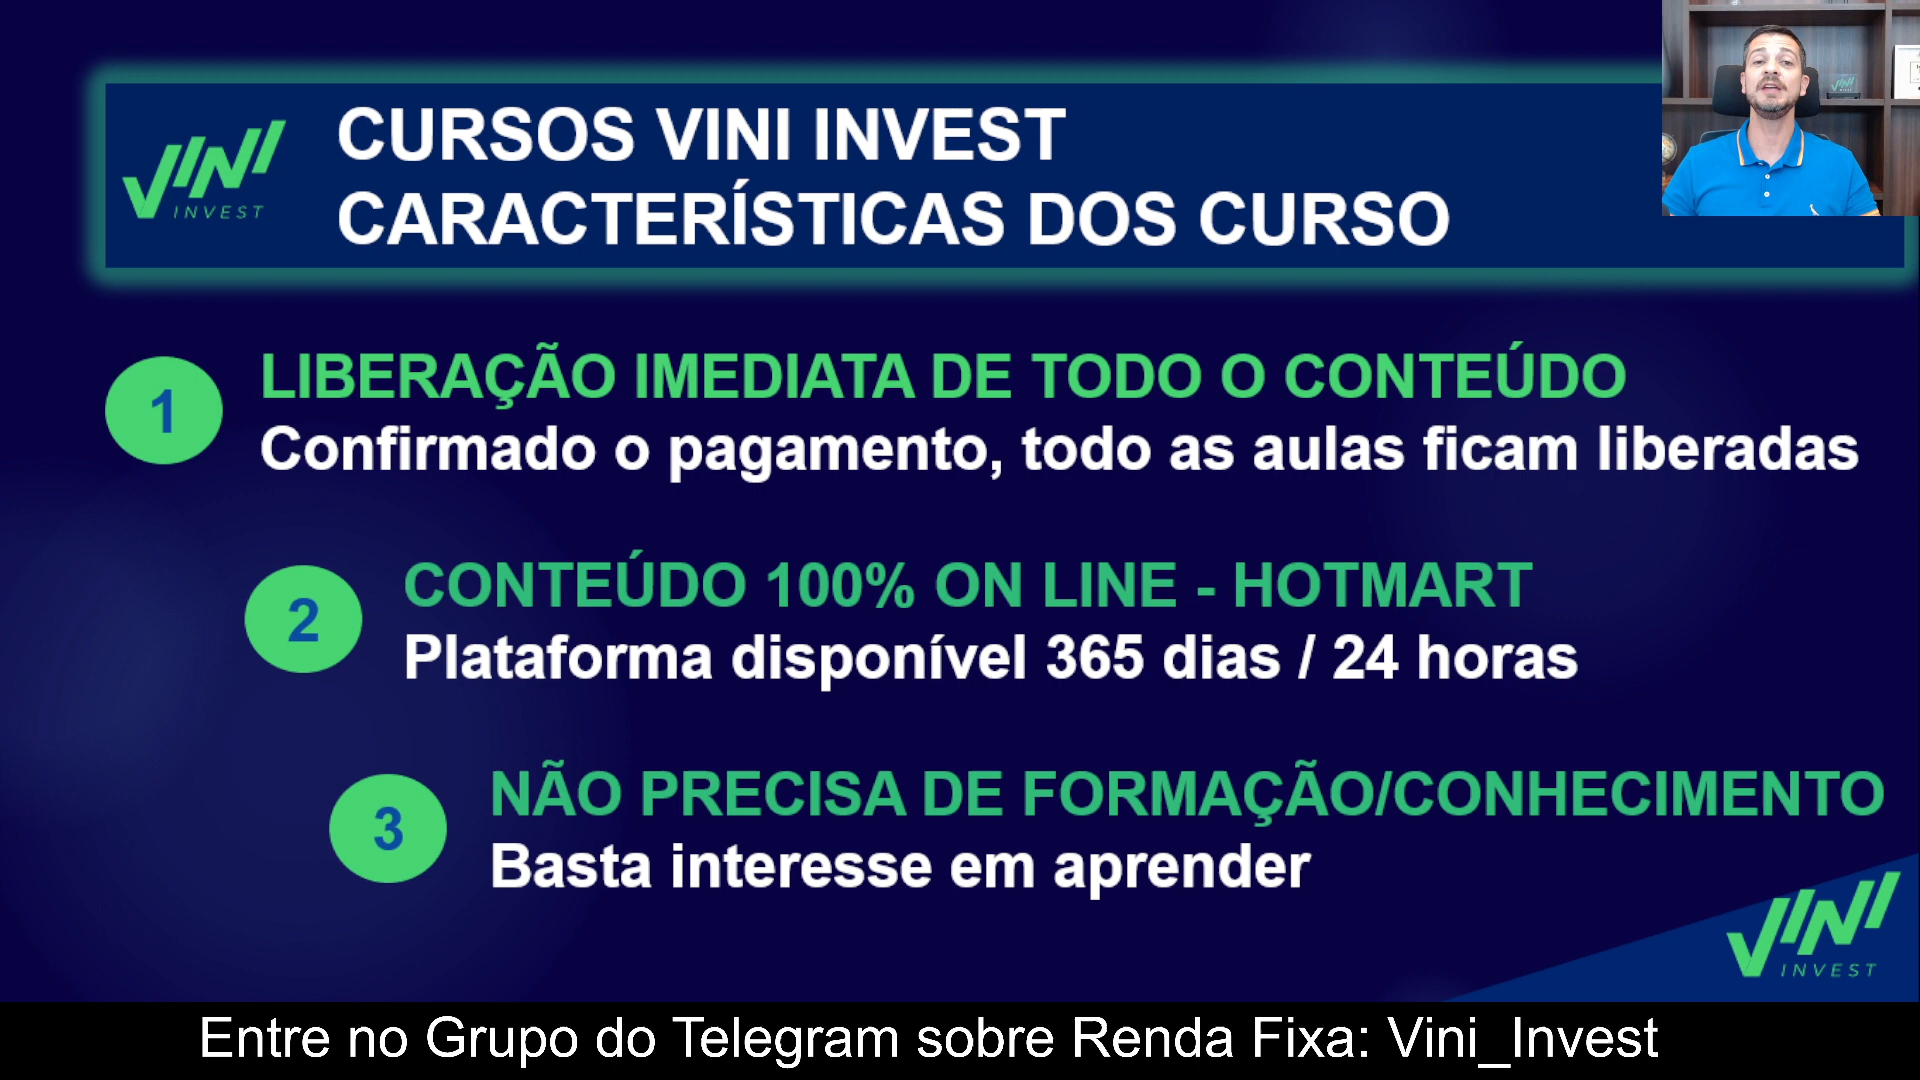 VINI
INVEST
CURSOS VINI INVEST
CARACTERÍSTICAS DOS CURSO
1
LIBERAÇÃO IMEDIATA DE TODO O CONTEÚDO
Confirmado o pagamento, todo as aulas ficam liberadas
2
CONTEÚDO 100% ON LINE - HOTMART
Plataforma disponível 365 dias / 24 horas
3
NÃO PRECISA DE FORMAÇÃO/CONHECIMENTO
Basta interesse em aprender
VINI
INVEST
Entre no Grupo do Telegram sobre Renda Fixa: Vini_Invest